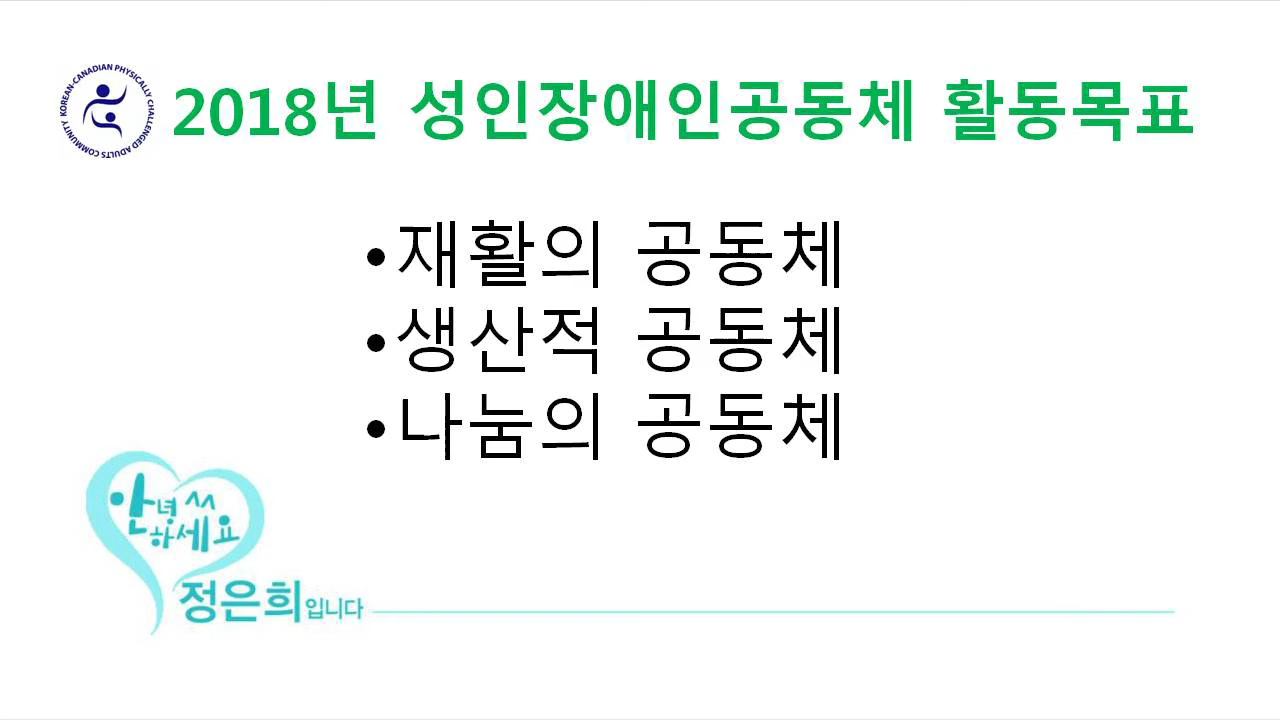 KOREAN-CANADIAN PHYSICALLY CHALLENGED ADULTS COMMUNITY
2018년 성인장애인공동체 활동목표
•재활의 공동체
•생산적 공동체
•나눔의 공동체
안녕 ^^
하세요
정은희입니다